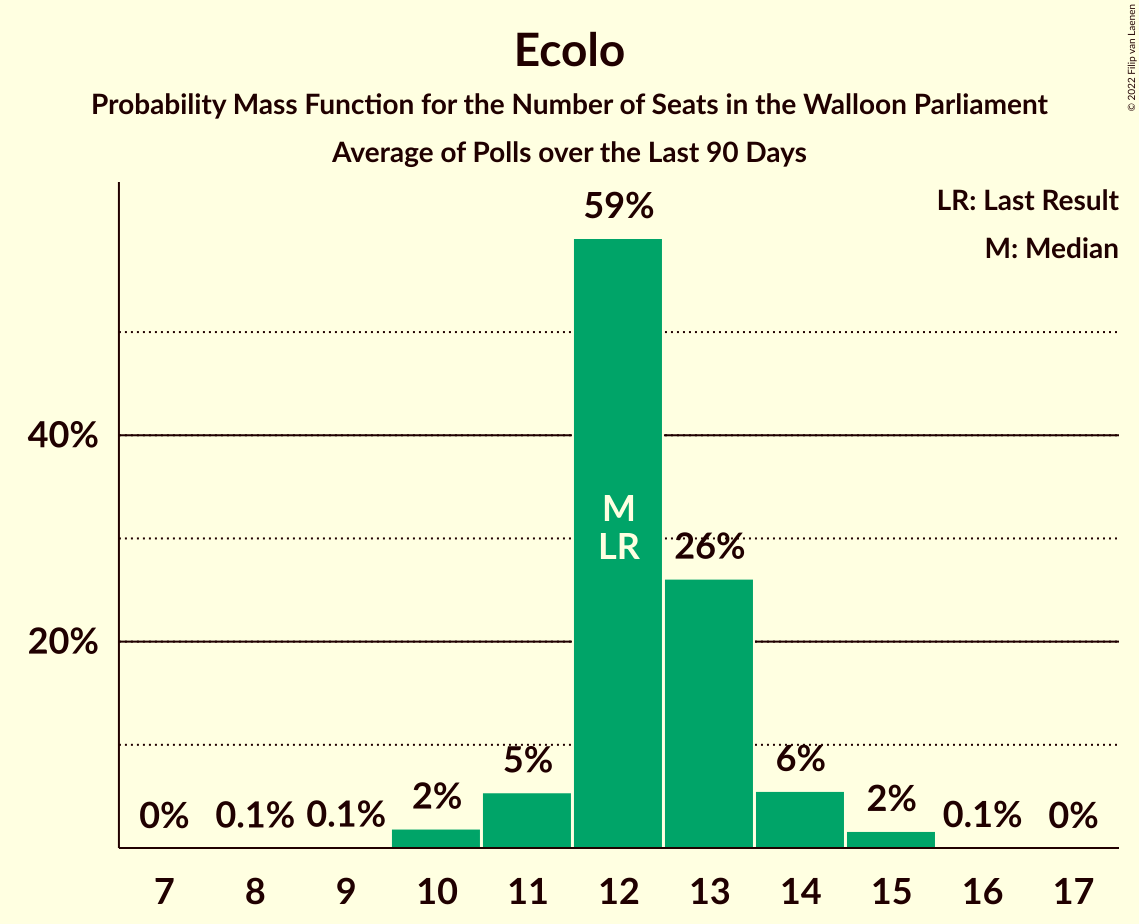 Ecolo
Probability Mass Function for the Number of Seats in the Walloon Parliament
Average of Polls over the Last 90 Days
© 2022 Filip van Laenen
LR: Last Result
M: Median
59%
40%
M
LR
26%
20%
0%
0.1%
0.1%
2%
5%
6%
2%
0.1%
0%
7 8 9 10 11 12 13 14 15 16 17